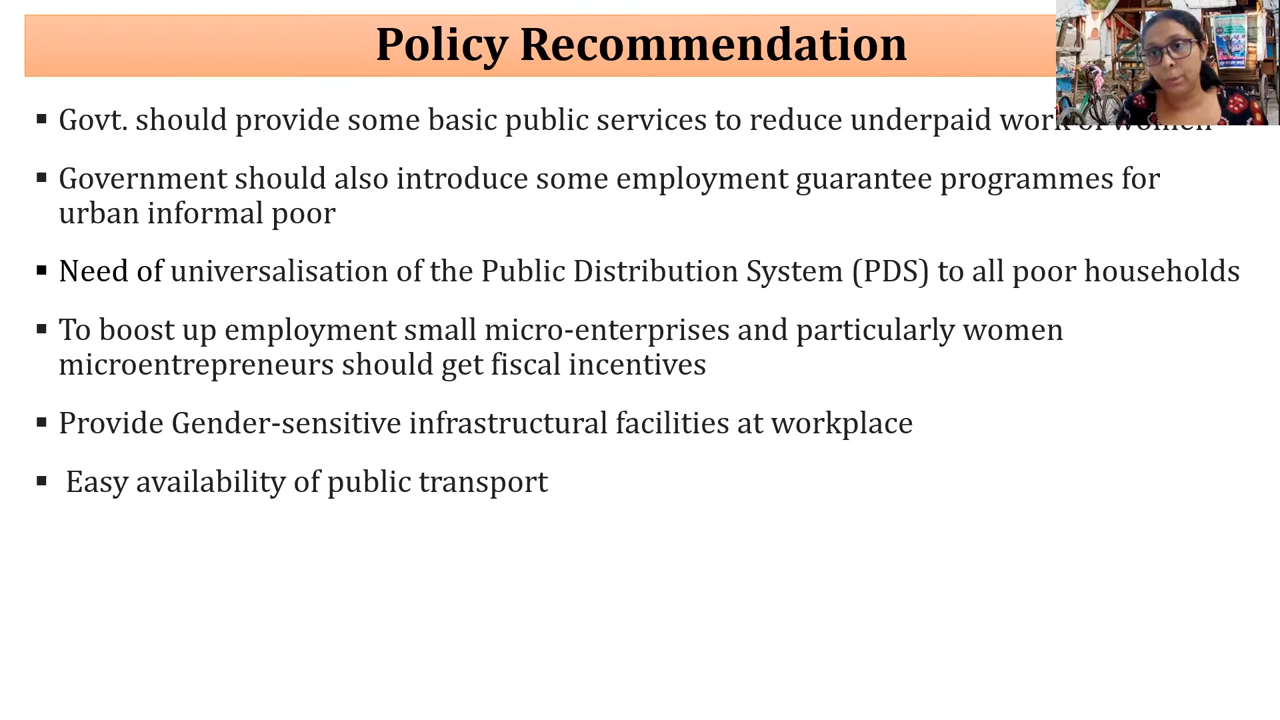 Policy Recommendation
▪ Govt. should provide some basic public services to reduce underpaid work of women
▪ Government should also introduce some employment guarantee programmes for
urban informal poor
▪ Need of universalisation of the Public Distribution System (PDS) to all poor households
▪ To boost up employment small micro-enterprises and particularly women
microentrepreneurs should get fiscal incentives
▪ Provide Gender-sensitive infrastructural facilities at workplace
▪ Easy availability of public transport